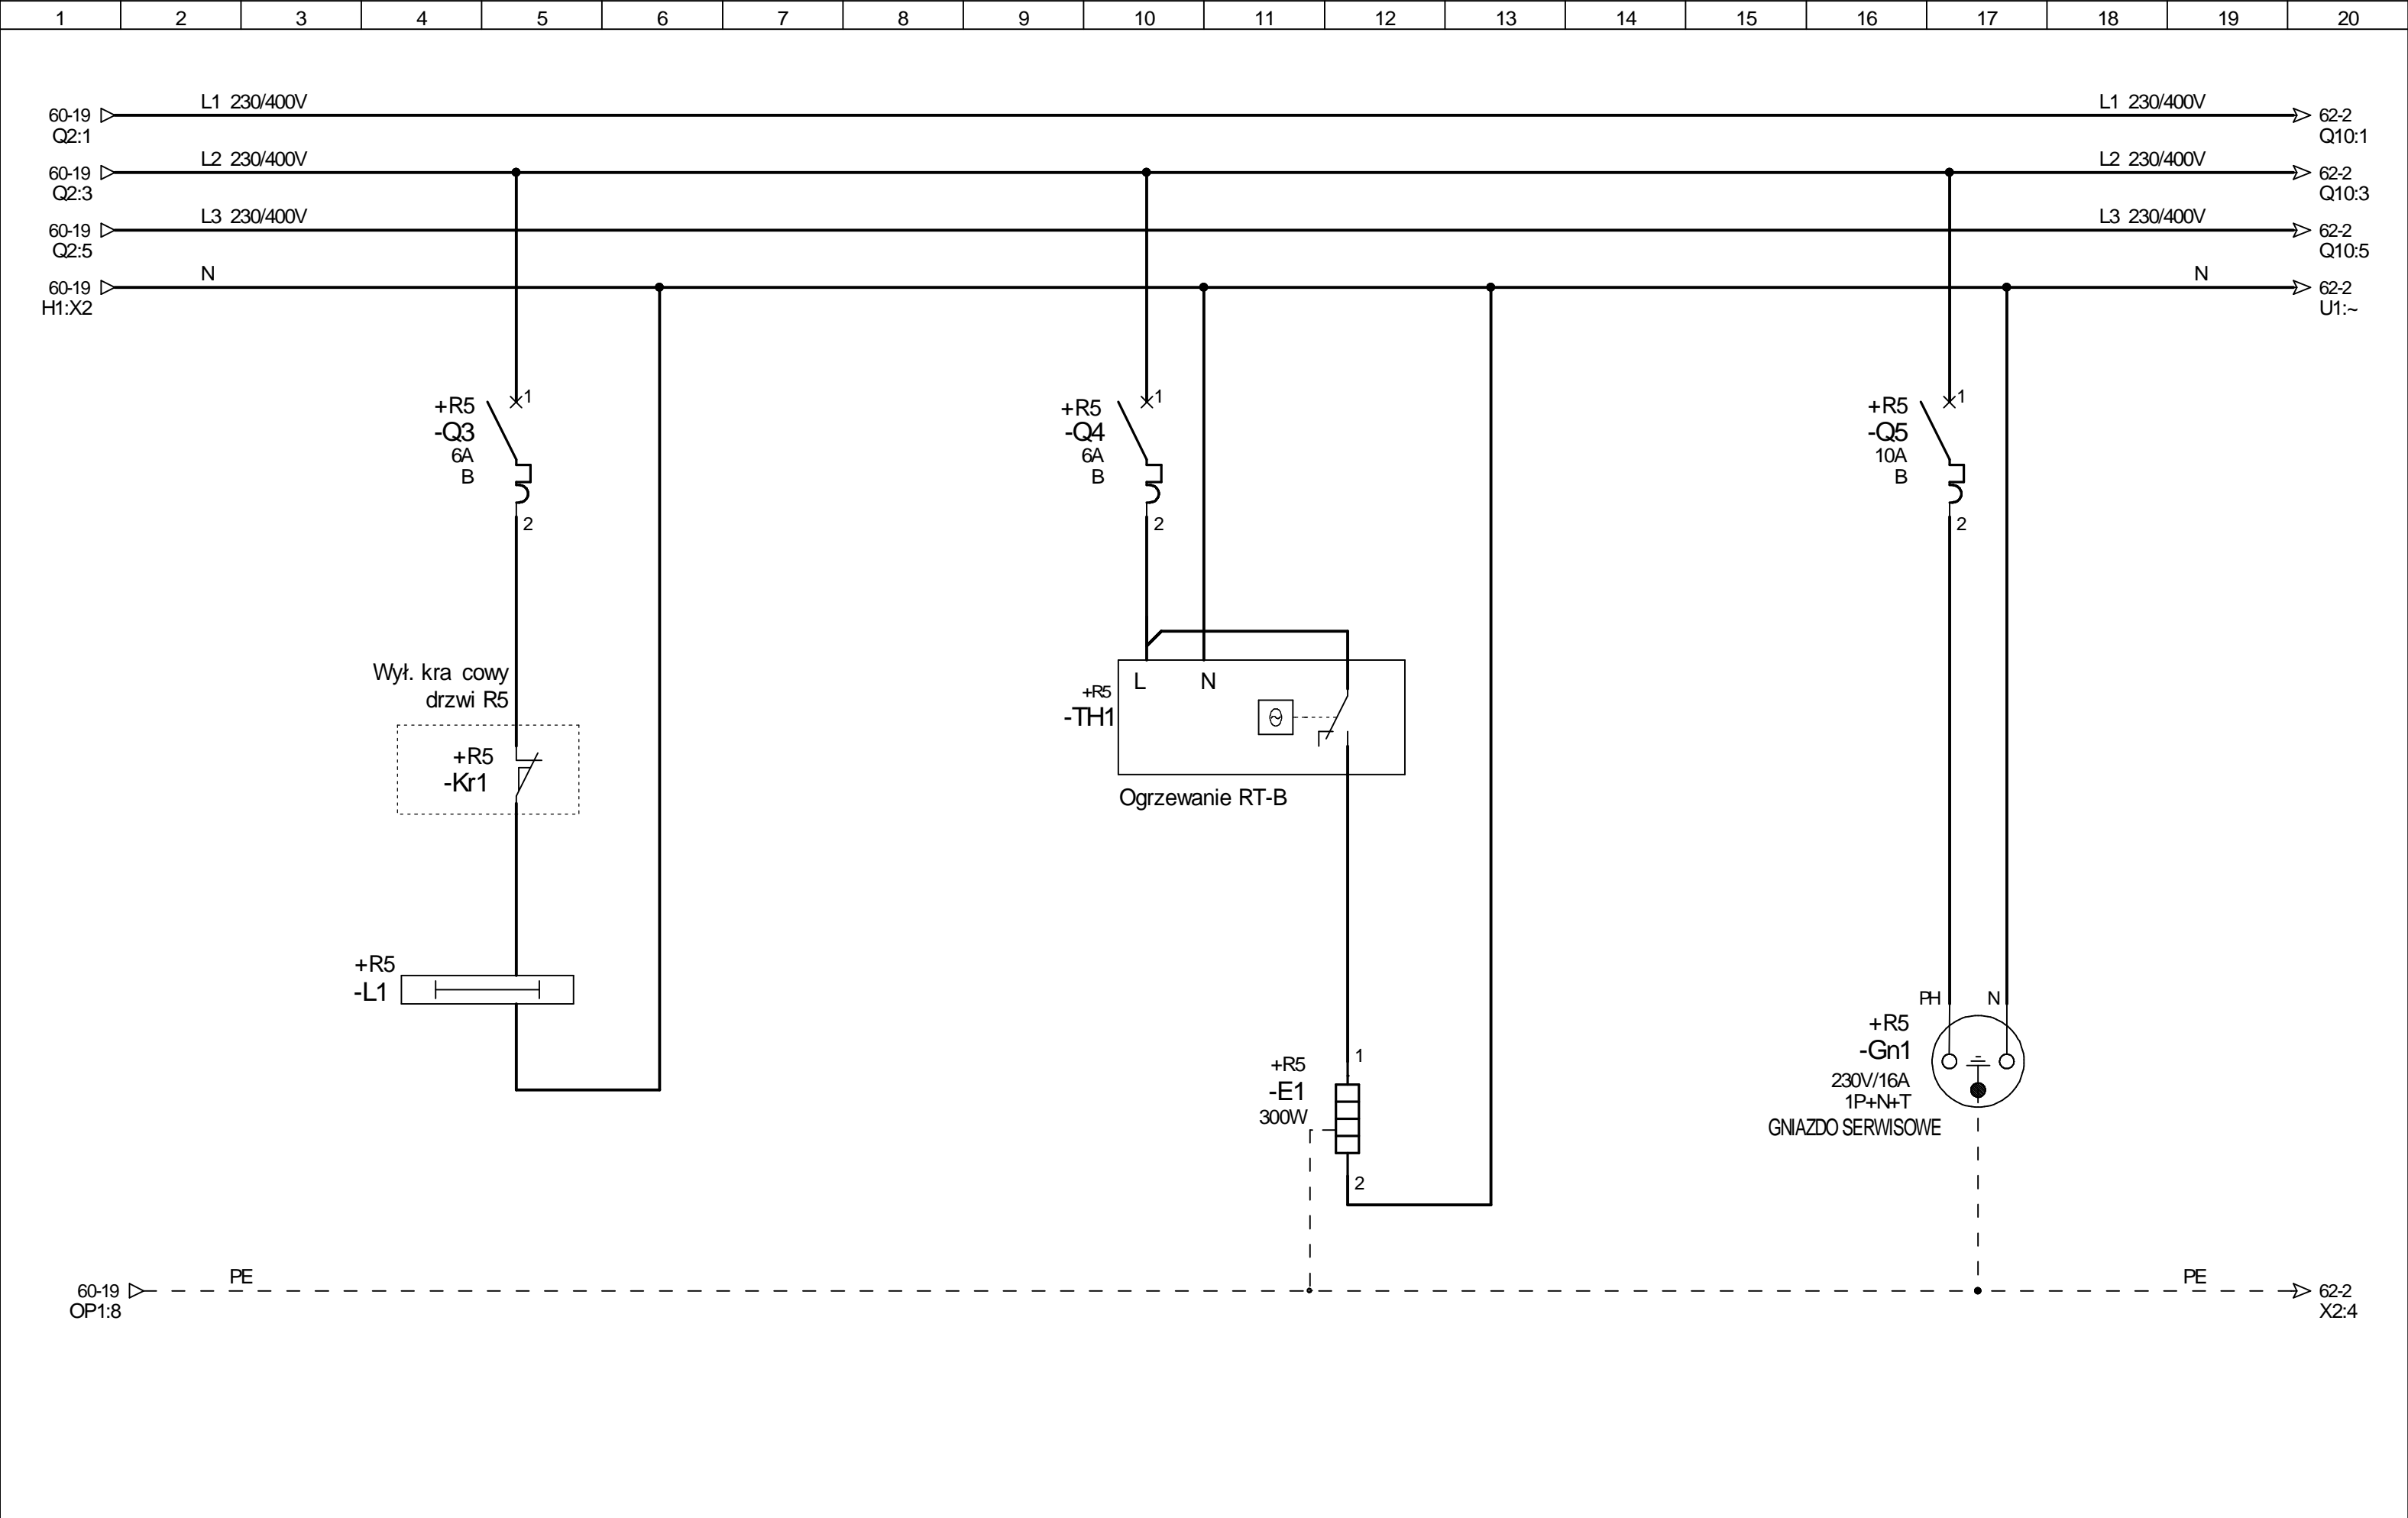 1 2 3 4 5 6 7 8 9 10 11 12 13 14 15 16 17 18 19 20
L1 230/400V
L1 230/400V
60-19
Q2:1
62-2
Q10:1
L2 230/400V
L2 230/400V
60-19
Q2:3
62-2
Q10:3
L3 230/400V
L3 230/400V
60-19
Q2:5
62-2
Q10:5
N
N
60-19
H1:X2
62-2
U1:~
+R5
-Q3
6A
B
1
2
+R5
-Q4
6A
B
1
2
+R5
-Q5
10A
B
1
2
Wył. kra cowy
drzwi R5
+R5
-Kr1
+R5
-L1
L N
+R5
-TH1
Θ
Ogrzewanie RT-B
+R5
-E1
300W
1
2
PH N
+R5
-Gn1
230V/16A
1P+N+T
GNIAZDO SERWISOWE
PE
PE
60-19
OP1:8
62-2
X2:4